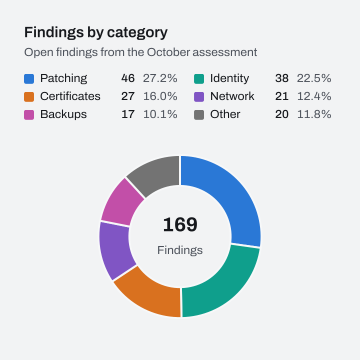 Findings by category
Open findings from the October assessment
Patching 46 27.2% Identity 38 22.5%
Certificates 27 16.0% Network 21 12.4%
Backups 17 10.1% Other 20 11.8%
169
Findings